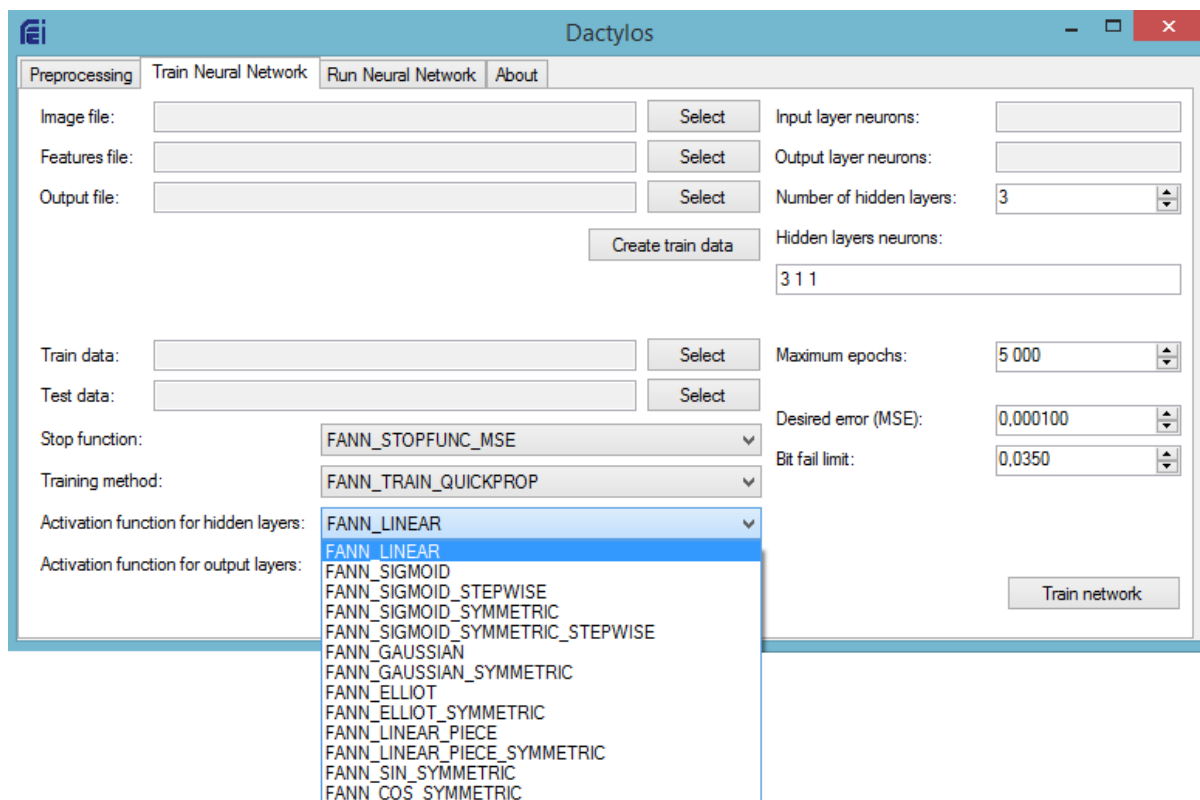 Dactylos
Preprocessing Train Neural Network Run Neural Network About
Image file: Select Input layer neurons:
Features file: Select Output layer neurons:
Output file: Select Number of hidden layers: 3
Create train data Hidden layers neurons:
3 1 1
Train data: Select Maximum epochs: 5 000
Test data: Select
Desired error (MSE): 0,000100
Stop function: FANN_STOPFUNC_MSE
Bit fail limit: 0,0350
Training method: FANN_TRAIN_QUICKPROP
Activation function for hidden layers: FANN_LINEAR
FANN_LINEAR
Activation function for output layers: FANN_SIGMOID
FANN_SIGMOID_STEPWISE
Train network
FANN_SIGMOID_SYMMETRIC
FANN_SIGMOID_SYMMETRIC_STEPWISE
FANN_GAUSSIAN
FANN_GAUSSIAN_SYMMETRIC
FANN_ELLIOT
FANN_ELLIOT_SYMMETRIC
FANN_LINEAR_PIECE
FANN_LINEAR_PIECE_SYMMETRIC
FANN_SIN_SYMMETRIC
FANN_COS_SYMMETRIC